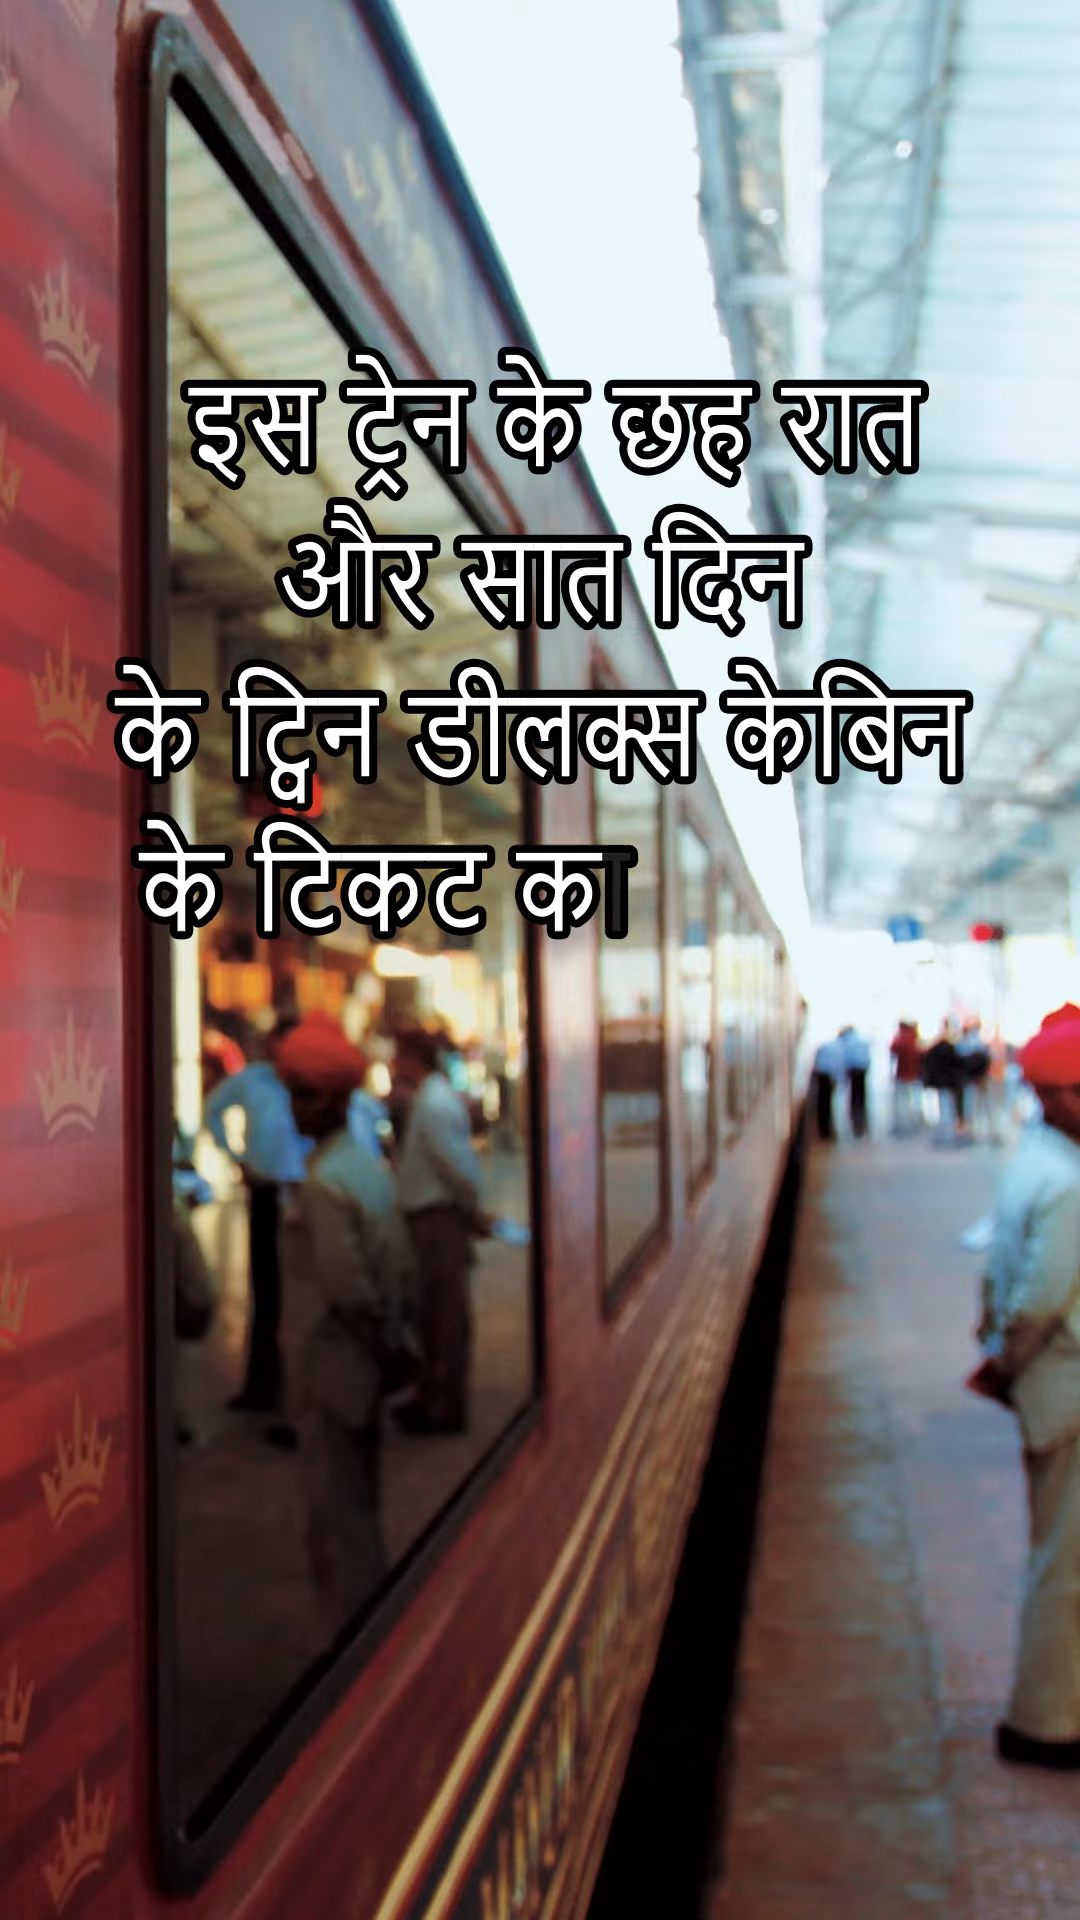 इस ट्रेन के छह रात
और सात दिन
के ट्विन डीलक्स केबिन
के टिकट का